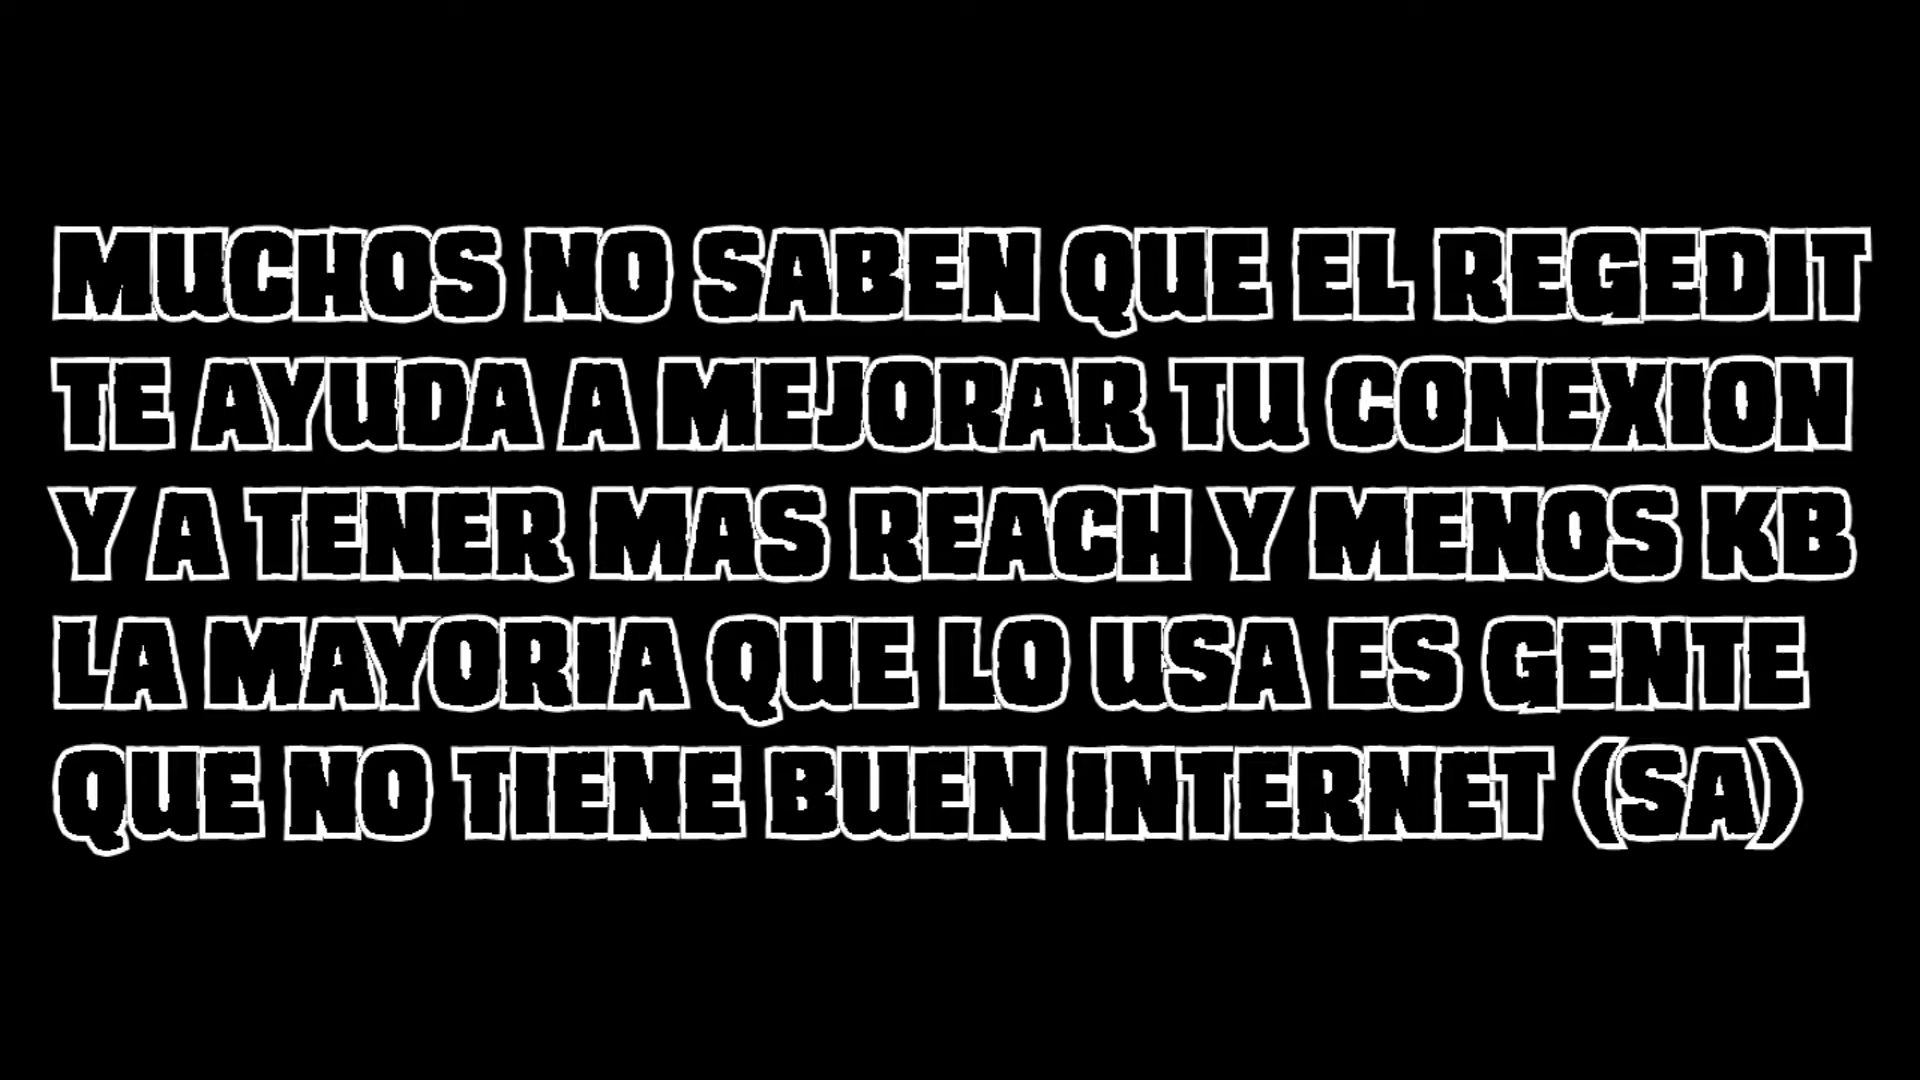 MUCHOS NO SABEN QUE EL REGEDIT
TE AYUDA A MEJORAR TU CONEXION
Y A TENER MAS REACH Y MENOS KB
LA MAYORIA QUE LO USA ES GENTE
QUE NO TIENE BUEN INTERNET (SA)